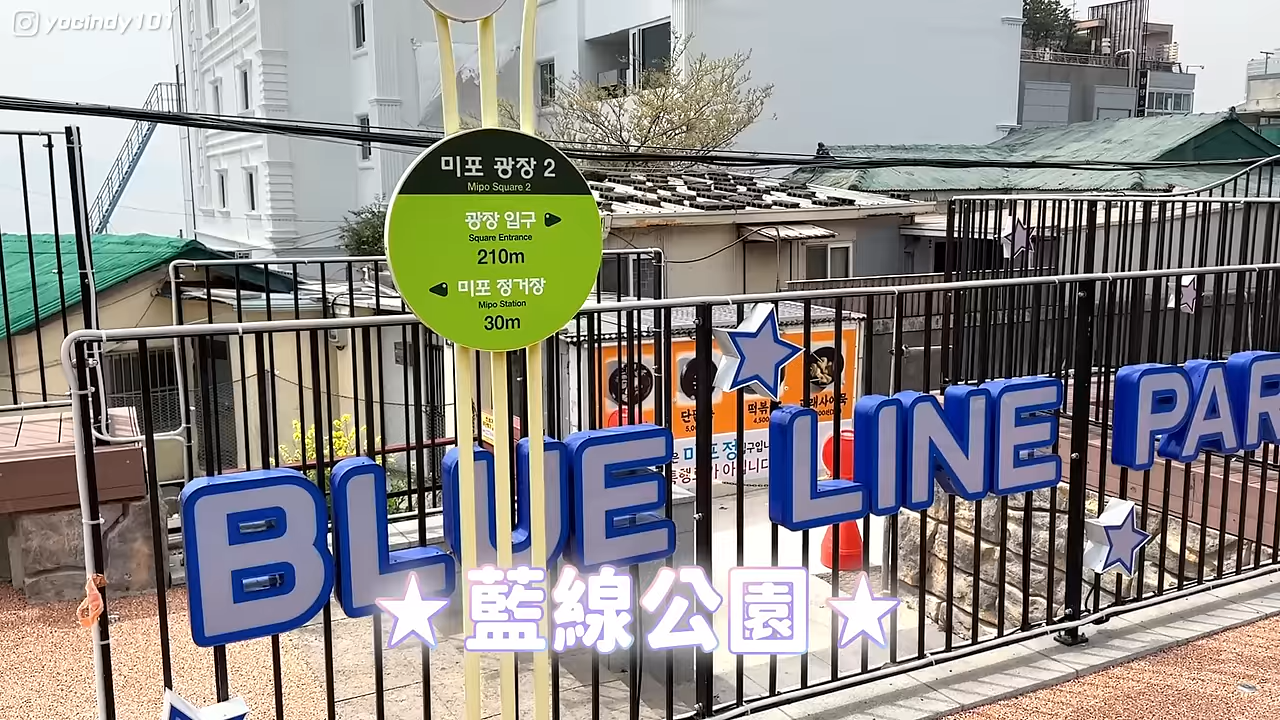 yocindy101
미포 광장 2
Mipo Square 2
광장 입구
Square Entrance
210m
미포 정거장
Mipo Station
30m
BLUE LINE PAR
★藍線公園★